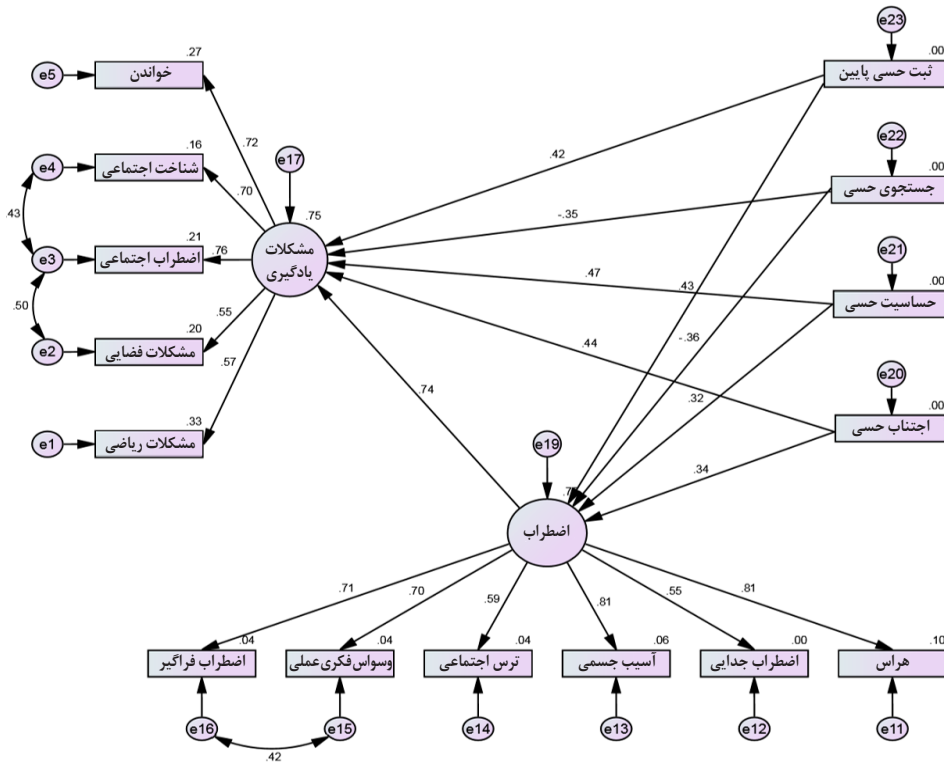 e23
.00
ثبت حسی پایین
e22
.00
جستجوی حسی
e21
.00
حساسیت حسی
e20
.00
اجتناب حسی
.27
خواندن
e5
.16
شناخت اجتماعی
e4
.43
.21
اضطراب اجتماعی
e3
.50
.20
مشکلات فضایی
e2
.33
مشکلات ریاضی
e1
.72
.70
.76
.55
.57
e17
.75
مشکلات
یادگیری
.42
-.35
.47
.44
.43
-.36
.32
.34
.74
e19
اضطراب
.71
.70
.59
.81
.55
.81
.04
اضطراب فراگیر
.04
وسواس فکری عملی
.04
ترس اجتماعی
.06
آسیب جسمی
.00
اضطراب جدایی
.10
هراس
e16
e15
e14
e13
e12
e11
.42